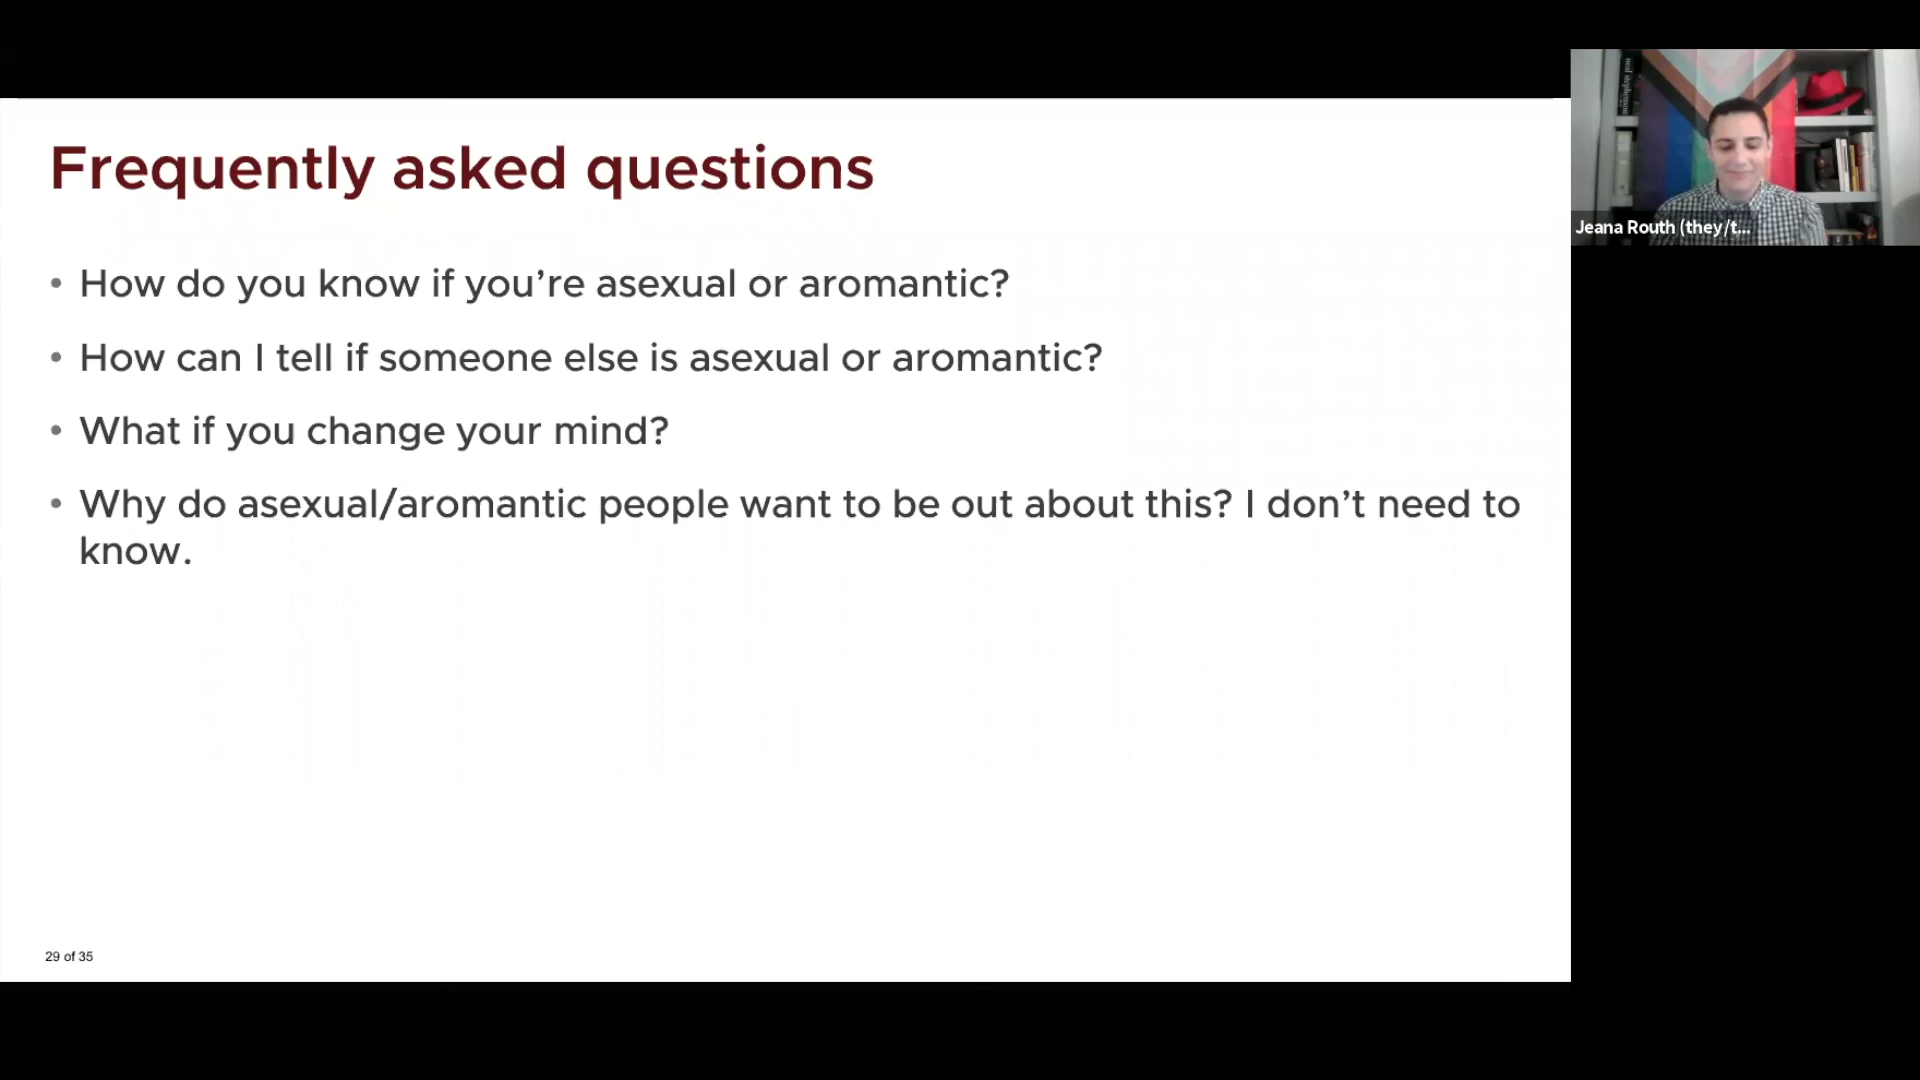 Frequently asked questions
• How do you know if you’re asexual or aromantic?
• How can I tell if someone else is asexual or aromantic?
• What if you change your mind?
• Why do asexual/aromantic people want to be out about this? I don’t need to
know.
29 of 35
neal stephenson
Jeana Routh (they/t...